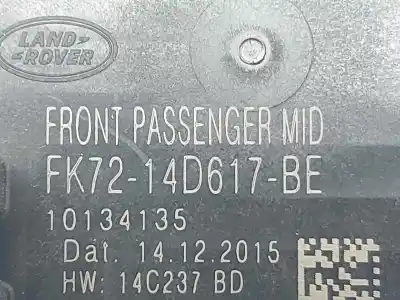 LAND
ROVER
FRONT PASSENGER MID
FK72-14D617-BE
10134135
Dat. 14.12.2015
HW: 14C237 BD